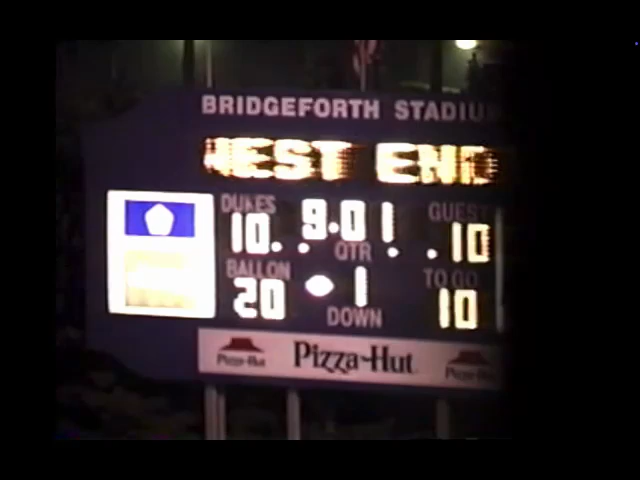 BRIDGEFORTH STADIU
WEST END
DUKES 9.01 GUEST
10 QTR 10
BALL ON 1 TO GO
20 DOWN 10
Pizza Hut Pizza Hut Pizza Hut